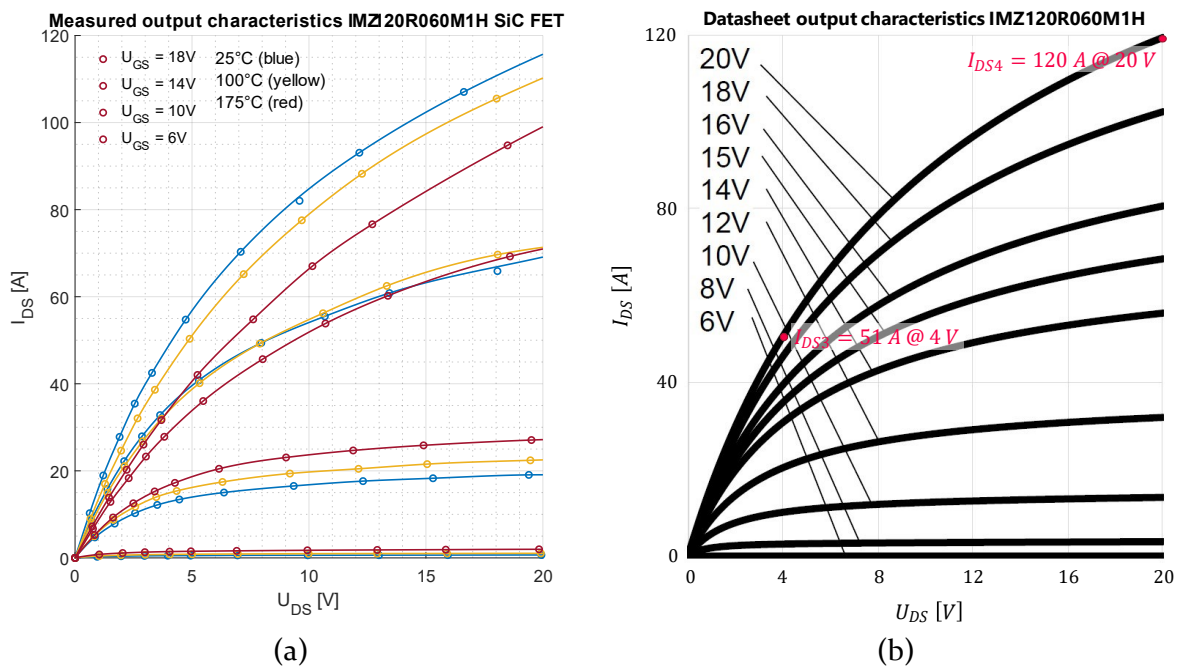 Measured output characteristics IMZI20R060M1H SiC FET
U_GS = 18V
U_GS = 14V
U_GS = 10V
U_GS = 6V
25°C (blue)
100°C (yellow)
175°C (red)
120
100
80
60
40
20
0
I_DS [A]
0
5
10
15
20
U_DS [V]
(a)
Datasheet output characteristics IMZ120R060M1H
20V
18V
16V
15V
14V
12V
10V
8V
6V
I_DS4 = 120 A @ 20 V
I_DS3 = 51 A @ 4 V
120
80
40
0
I_DS [A]
0
4
8
12
16
20
U_DS [V]
(b)